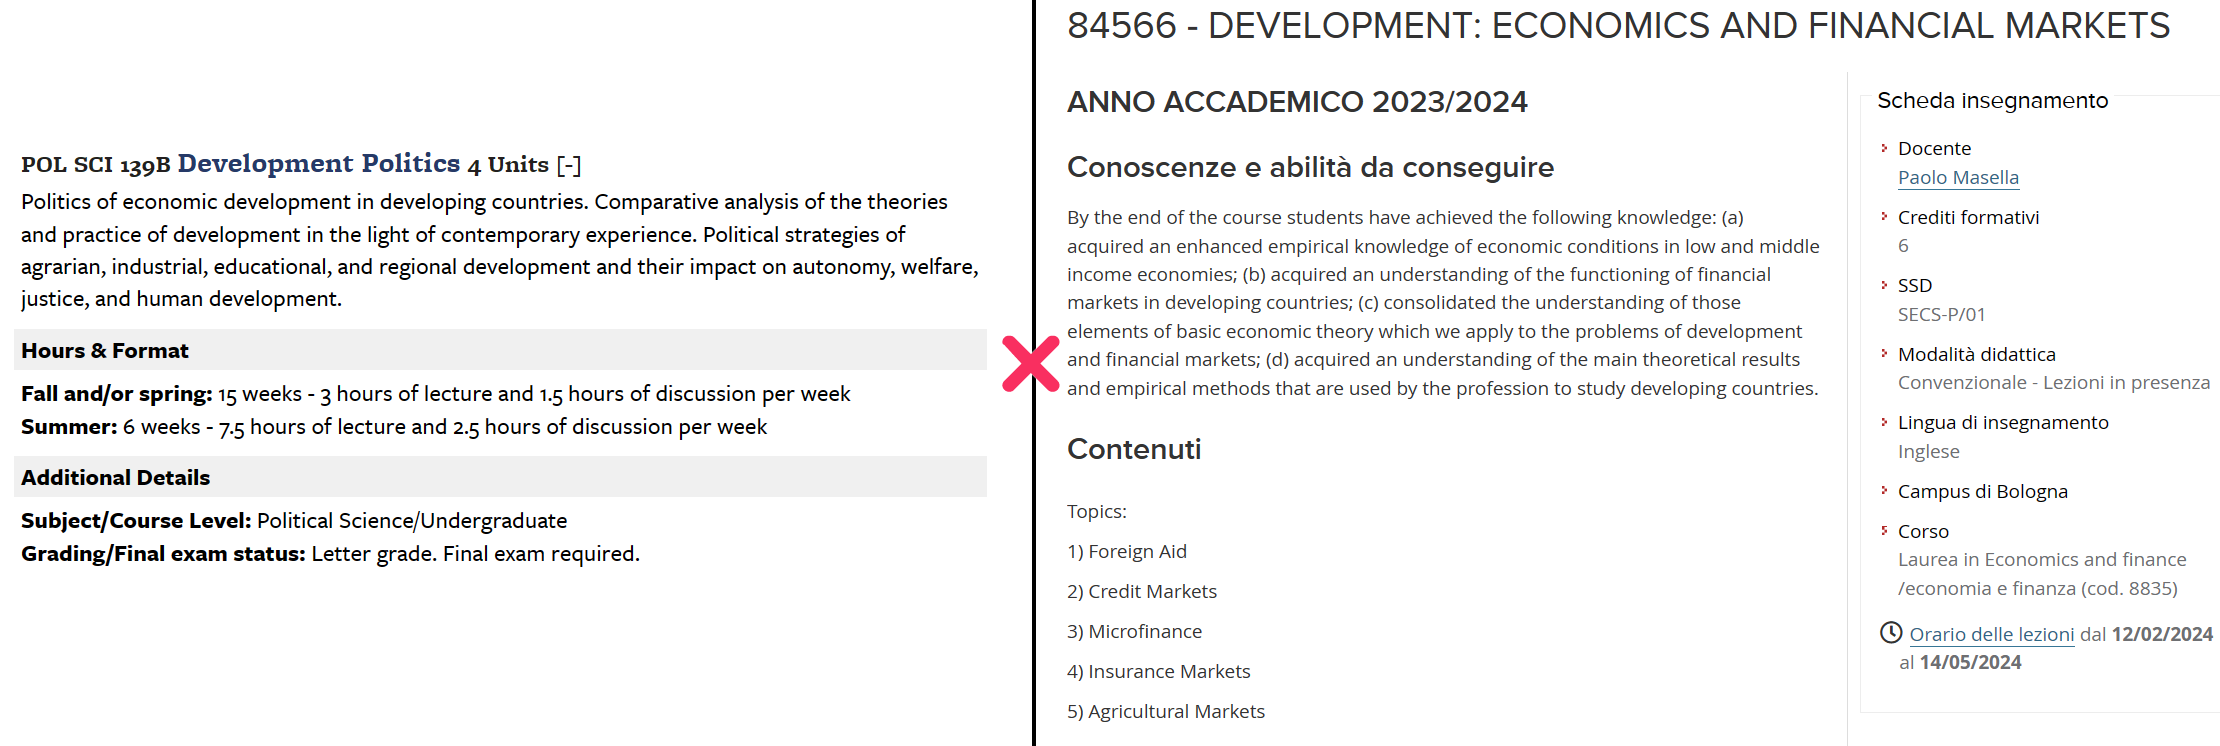 POL SCI 139B Development Politics 4 Units [-]
Politics of economic development in developing countries. Comparative analysis of the theories
and practice of development in the light of contemporary experience. Political strategies of
agrarian, industrial, educational, and regional development and their impact on autonomy, welfare,
justice, and human development.
Hours & Format
Fall and/or spring: 15 weeks - 3 hours of lecture and 1.5 hours of discussion per week
Summer: 6 weeks - 7.5 hours of lecture and 2.5 hours of discussion per week
Additional Details
Subject/Course Level: Political Science/Undergraduate
Grading/Final exam status: Letter grade. Final exam required.
84566 - DEVELOPMENT: ECONOMICS AND FINANCIAL MARKETS
ANNO ACCADEMICO 2023/2024
Conoscenze e abilità da conseguire
By the end of the course students have achieved the following knowledge: (a)
acquired an enhanced empirical knowledge of economic conditions in low and middle
income economies; (b) acquired an understanding of the functioning of financial
markets in developing countries; (c) consolidated the understanding of those
elements of basic economic theory which we apply to the problems of development
and financial markets; (d) acquired an understanding of the main theoretical results
and empirical methods that are used by the profession to study developing countries.
Contenuti
Topics:
1) Foreign Aid
2) Credit Markets
3) Microfinance
4) Insurance Markets
5) Agricultural Markets
Scheda insegnamento
Docente
Paolo Masella
Crediti formativi
6
SSD
SECS-P/01
Modalità didattica
Convenzionale - Lezioni in presenza
Lingua di insegnamento
Inglese
Campus di Bologna
Corso
Laurea in Economics and finance
/economia e finanza (cod. 8835)
Orario delle lezioni dal 12/02/2024
al 14/05/2024